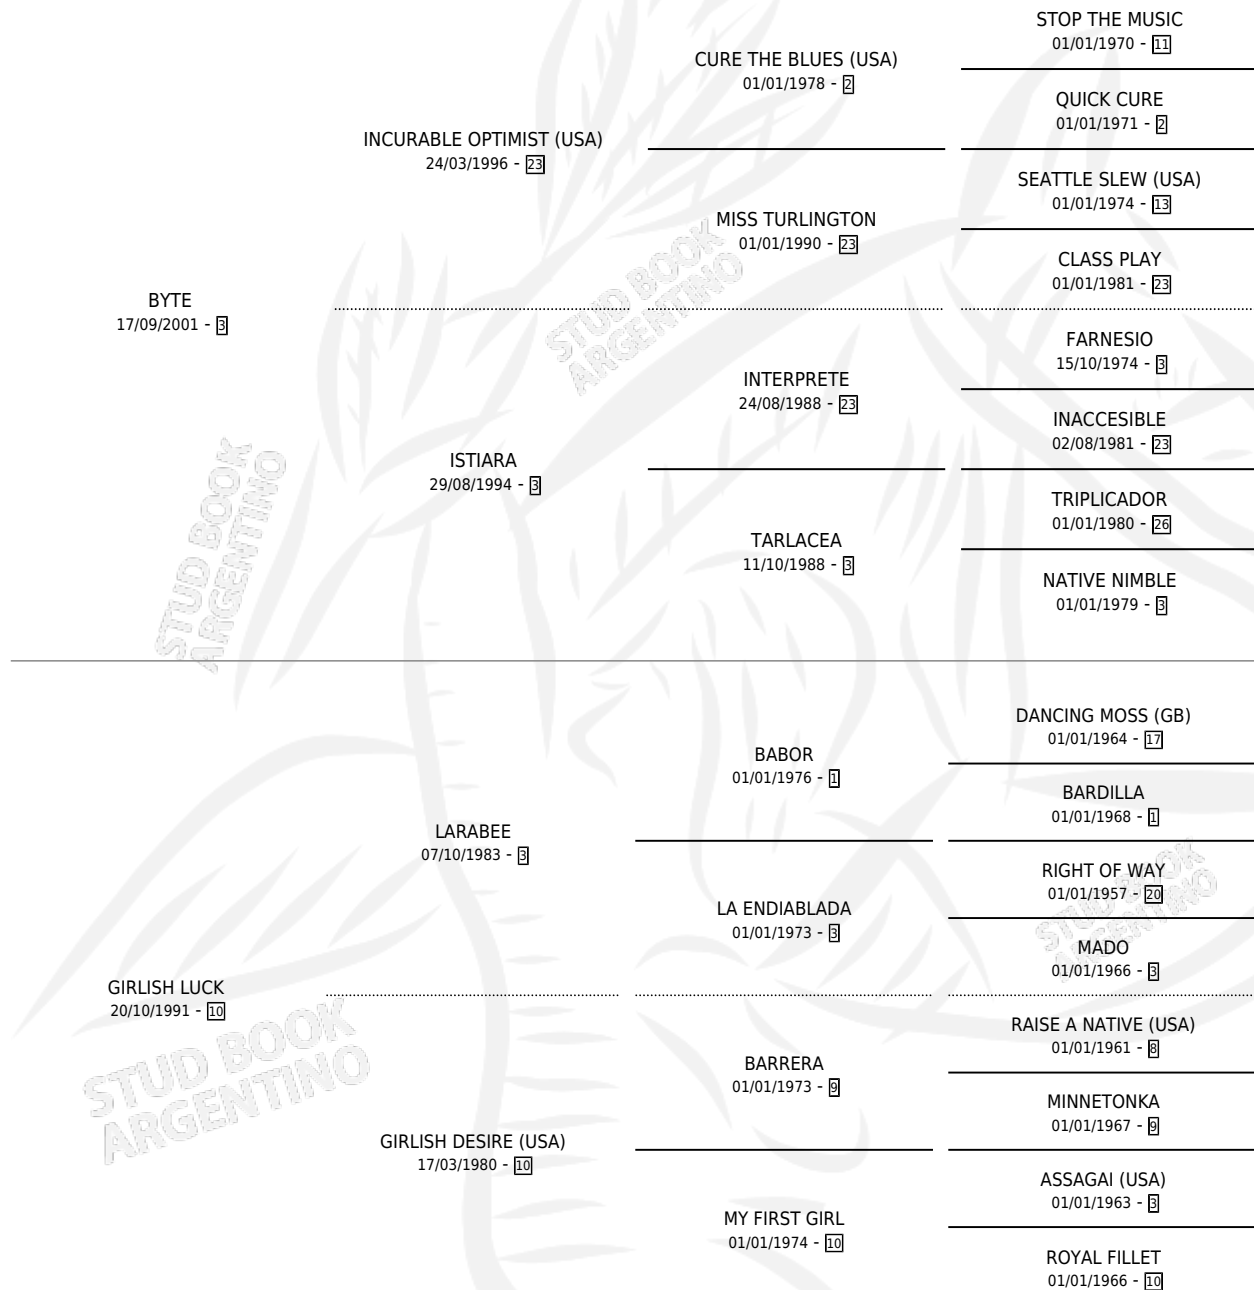 STOP THE MUSIC
01/01/1970 - 11
CURE THE BLUES (USA)
01/01/1978 - 2
QUICK CURE
01/01/1971 - 2
INCURABLE OPTIMIST (USA)
24/03/1996 - 23
SEATTLE SLEW (USA)
01/01/1974 - 13
MISS TURLINGTON
01/01/1990 - 23
CLASS PLAY
01/01/1981 - 23
BYTE
17/09/2001 - 3
FARNESIO
15/10/1974 - 3
INTERPRETE
24/08/1988 - 23
INACCESIBLE
02/08/1981 - 23
ISTIARA
29/08/1994 - 3
TRIPLICADOR
01/01/1980 - 26
TARLACEA
11/10/1988 - 3
NATIVE NIMBLE
01/01/1979 - 3
DANCING MOSS (GB)
01/01/1964 - 17
BABOR
01/01/1976 - 1
BARDILLA
01/01/1968 - 1
LARABEE
07/10/1983 - 3
RIGHT OF WAY
01/01/1957 - 20
LA ENDIABLADA
01/01/1973 - 3
MADO
01/01/1966 - 3
GIRLISH LUCK
20/10/1991 - 10
RAISE A NATIVE (USA)
01/01/1961 - 8
BARRERA
01/01/1973 - 9
MINNETONKA
01/01/1967 - 9
GIRLISH DESIRE (USA)
17/03/1980 - 10
ASSAGAI (USA)
01/01/1963 - 3
MY FIRST GIRL
01/01/1974 - 10
ROYAL FILLET
01/01/1966 - 10
STUD BOOK
ARGENTINO
STUD BOOK
ARGENTINO
STUD BOOK
ARGENTINO
STUD BOOK
ARGENTINO